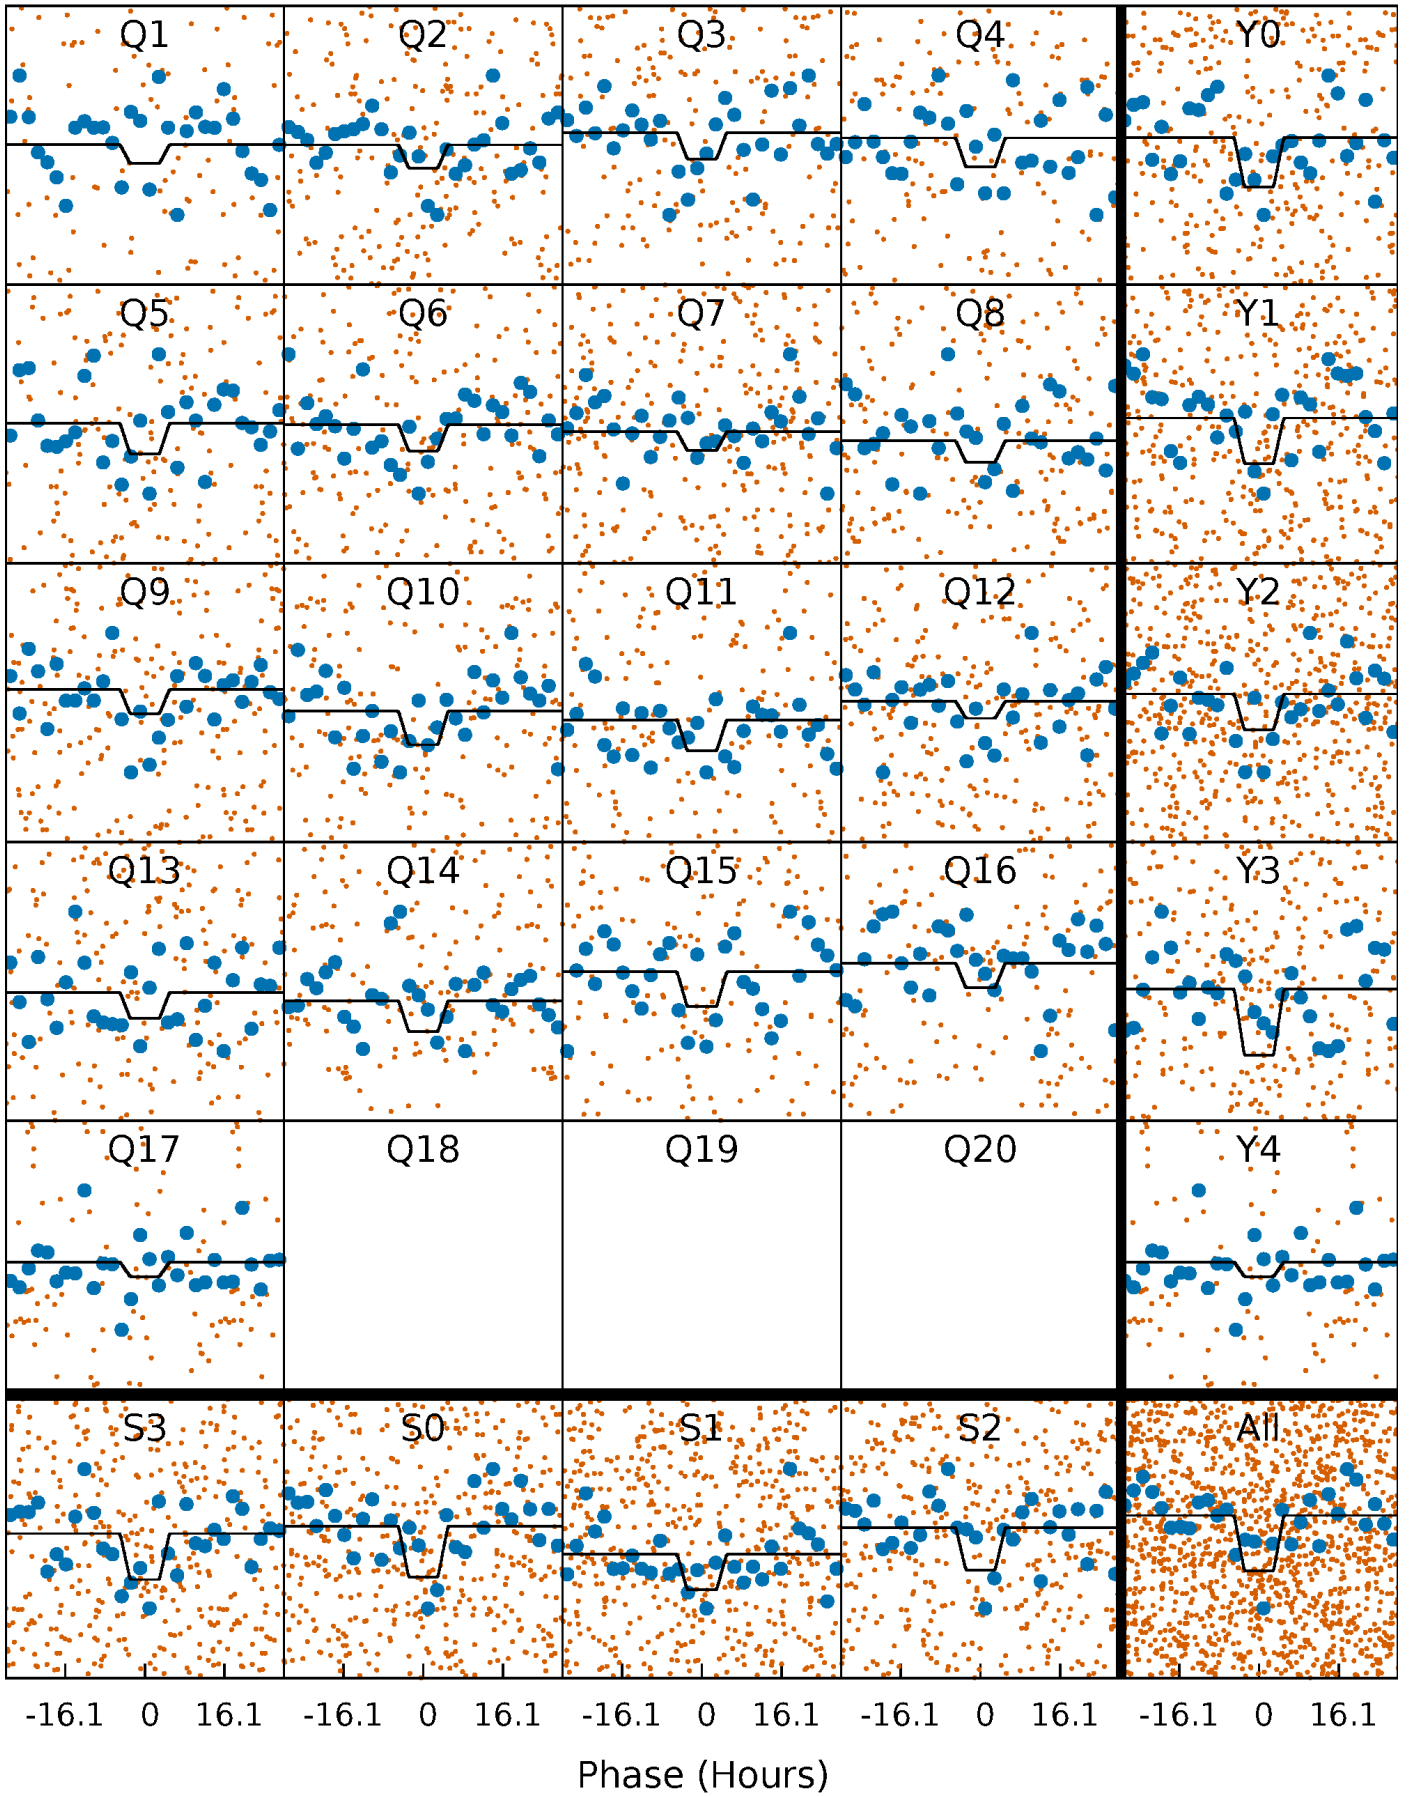 Q1 Q2 Q3 Q4 Y0
Q5 Q6 Q7 Q8 Y1
Q9 Q10 Q11 Q12 Y2
Q13 Q14 Q15 Q16 Y3
Q17 Q18 Q19 Q20 Y4
S3 S0 S1 S2 All
-16.1 0 16.1 -16.1 0 16.1 -16.1 0 16.1 -16.1 0 16.1 -16.1 0 16.1
Phase (Hours)